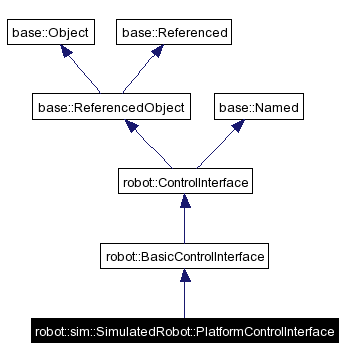 base::Object
base::Referenced
base::ReferencedObject
base::Named
robot::ControlInterface
robot::BasicControlInterface
robot::sim::SimulatedRobot::PlatformControlInterface